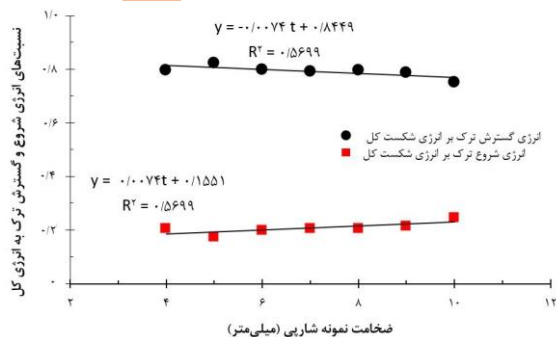 نسبت‌های انرژی شروع و گسترش ترک به انرژی کل
۱/۰
۰/۸
۰/۶
۰/۴
۰/۲
۰
y = -۰/۰۰۷۴ t + ۰/۸۴۴۹
R² = ۰/۵۶۹۹
انرژی گسترش ترک بر انرژی شکست کل
انرژی شروع ترک بر انرژی شکست کل
y = ۰/۰۰۷۴t + ۰/۱۵۵۱
R² = ۰/۵۶۹۹
۲ ۴ ۶ ۸ ۱۰ ۱۲
ضخامت نمونه شارپی (میلی‌متر)